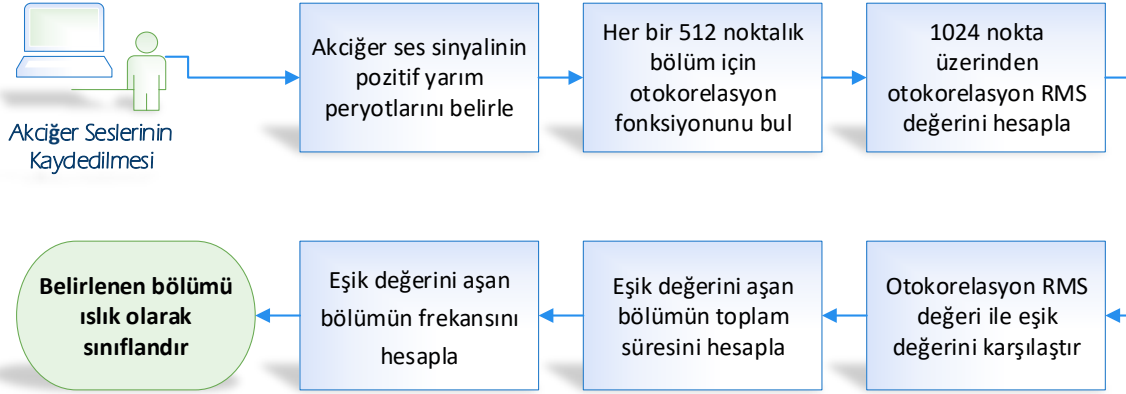 Akciğer Seslerinin
Kaydedilmesi
Akciğer ses sinyalinin
pozitif yarım
peryotlarını belirle
Her bir 512 noktalık
bölüm için
otokorelasyon
fonksiyonunu bul
1024 nokta
üzerinden
otokorelasyon RMS
değerini hesapla
Otokorelasyon RMS
değeri ile eşik
değerini karşılaştır
Eşik değerini aşan
bölümün toplam
süresini hesapla
Eşik değerini aşan
bölümün frekansını
hesapla
Belirlenen bölümü
ıslık olarak
sınıflandır